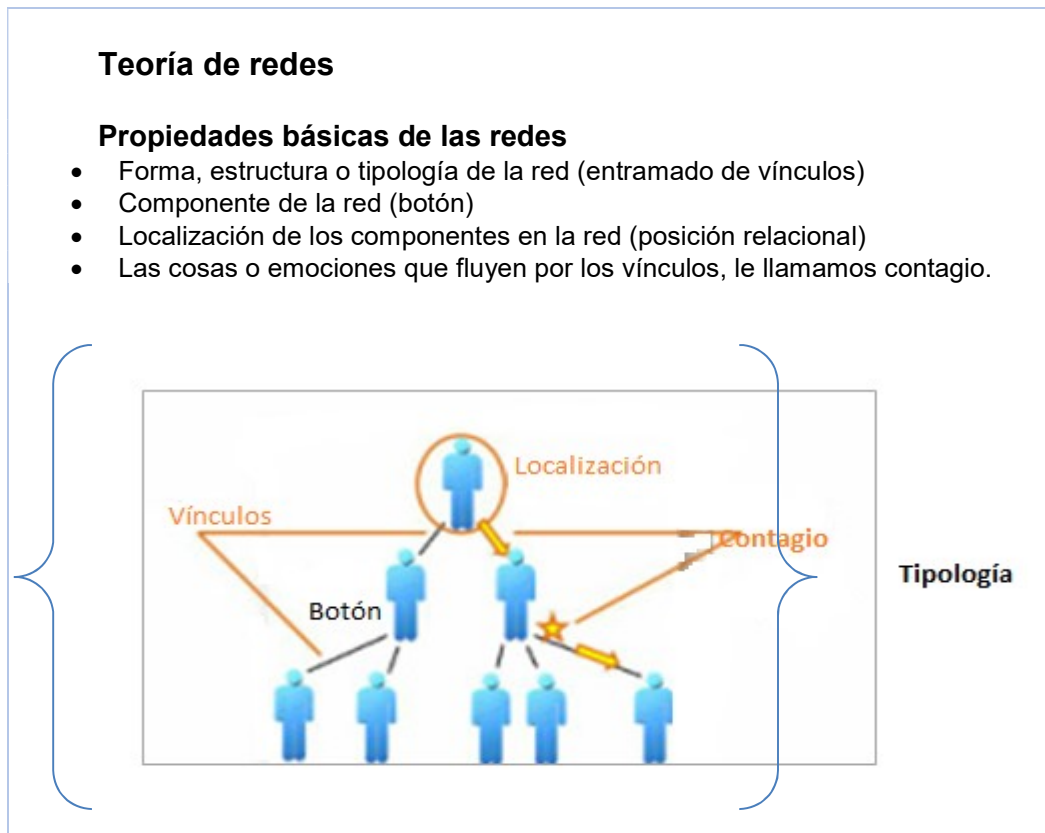 Teoría de redes
Propiedades básicas de las redes
• Forma, estructura o tipología de la red (entramado de vínculos)
• Componente de la red (botón)
• Localización de los componentes en la red (posición relacional)
• Las cosas o emociones que fluyen por los vínculos, le llamamos contagio.
Localización
Vínculos
Contagio
Tipología
Botón